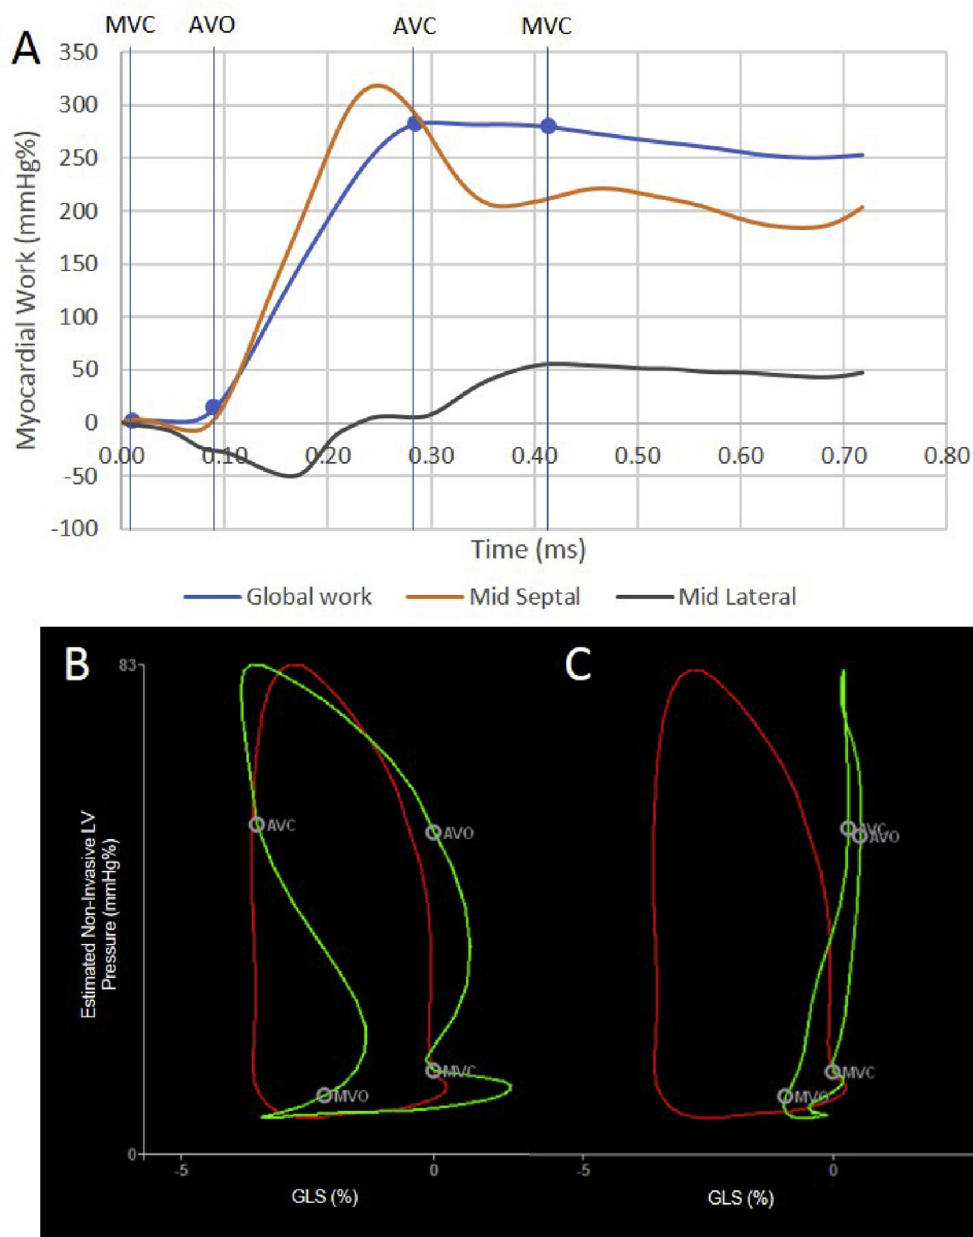 A
MVC AVO AVC MVC
Myocardial Work (mmHg%)
350
300
250
200
150
100
50
0
-50
-100
0.00 0.10 0.20 0.30 0.40 0.50 0.60 0.70 0.80
Time (ms)
Global work Mid Septal Mid Lateral
B
83
Estimated Non-Invasive LV
Pressure (mmHg%)
AVC
AVO
MVC
MVO
0
-5 0
GLS (%)
C
AVC
AVO
MVC
MVO
-5 0
GLS (%)